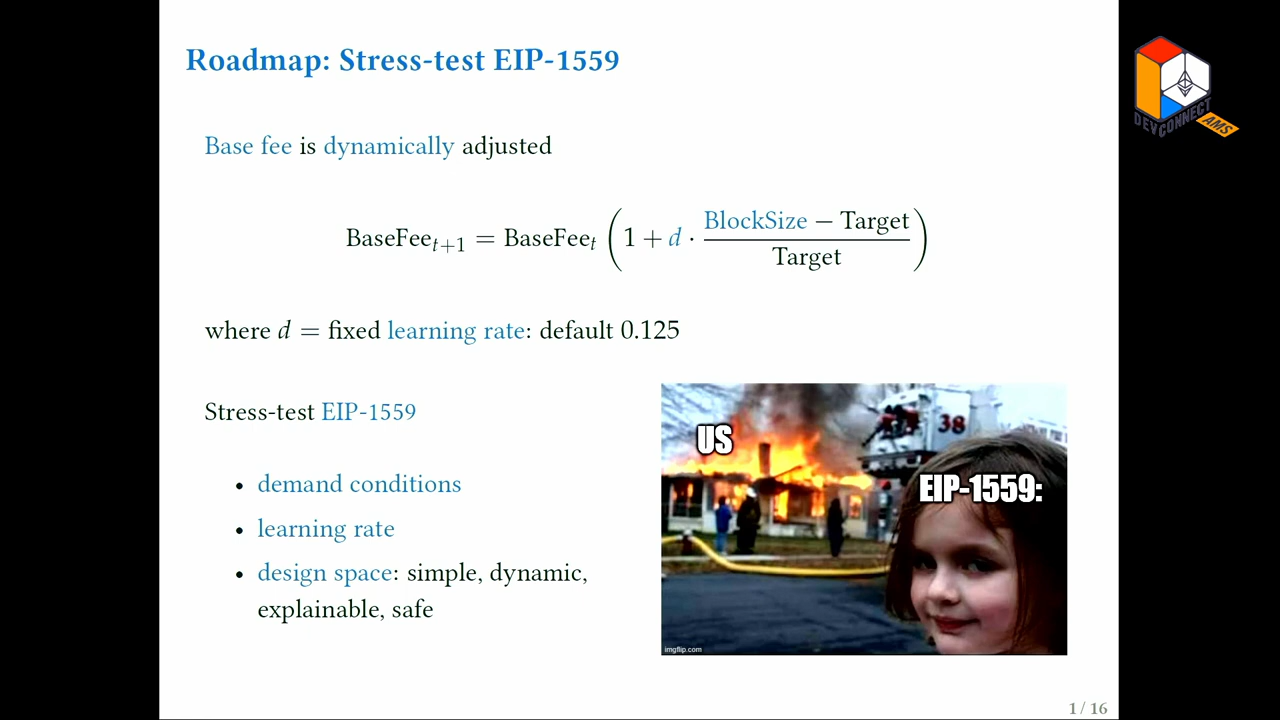 Roadmap: Stress-test EIP-1559
DEVCONNECT
AMS
Base fee is dynamically adjusted
BaseFee_{t+1} = BaseFee_t (1 + d · \frac{BlockSize − Target}{Target})
where d = fixed learning rate: default 0.125
Stress-test EIP-1559
• demand conditions
• learning rate
• design space: simple, dynamic,
explainable, safe
38
US
EIP-1559:
imgflip.com
1 / 16